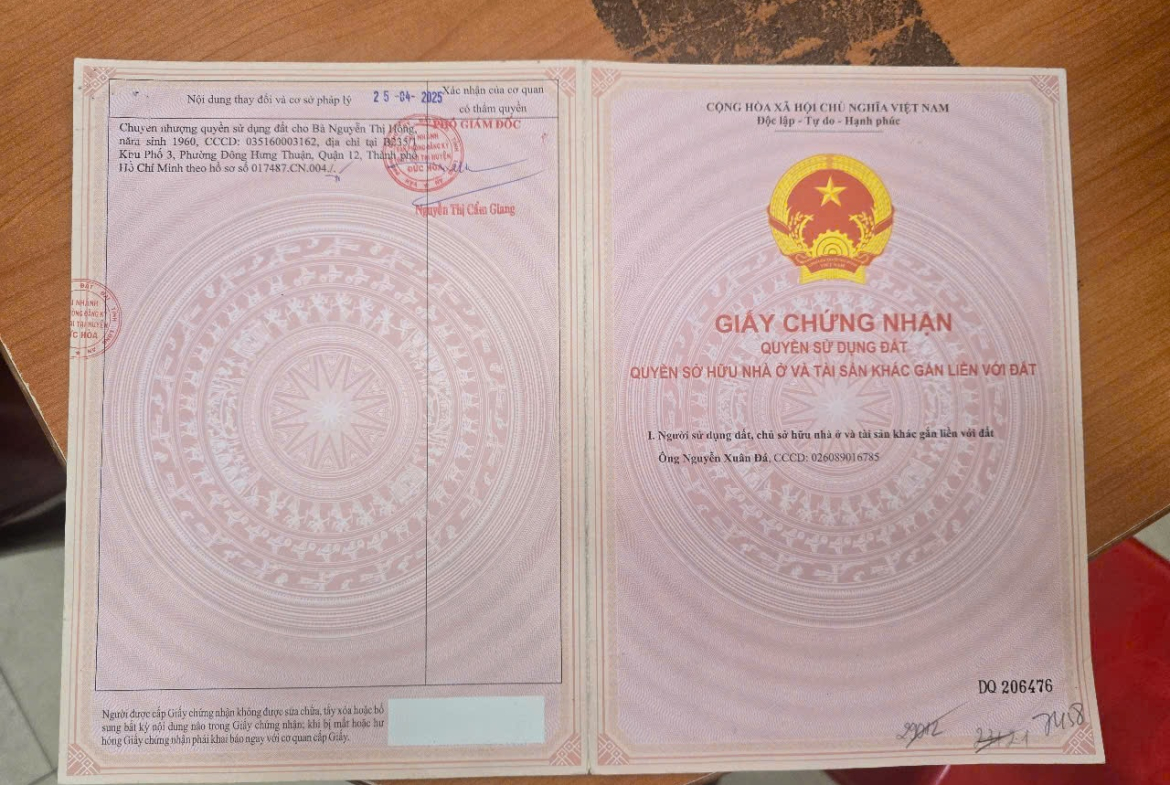 Nội dung thay đổi và cơ sở pháp lý
25-04-2025
Xác nhận của cơ quan
có thẩm quyền
Chuyển nhượng quyền sử dụng đất cho Bà Nguyễn Thị Hồng,
năm sinh 1960, CCCD: 035160003162, địa chỉ tại B235/1
Khu Phố 3, Phường Đông Hưng Thuận, Quận 12, Thành phố
Hồ Chí Minh theo hồ sơ số 017487.CN.004./.
PHÓ GIÁM ĐỐC
ĐỨC HÒA
Nguyễn Thị Cẩm Giang
Người được cấp Giấy chứng nhận không được sửa chữa, tẩy xóa hoặc bổ
sung bất kỳ nội dung nào trong Giấy chứng nhận; khi bị mất hoặc hư
hỏng Giấy chứng nhận phải khai báo ngay với cơ quan cấp Giấy.
CỘNG HÒA XÃ HỘI CHỦ NGHĨA VIỆT NAM
Độc lập - Tự do - Hạnh phúc
GIẤY CHỨNG NHẬN
QUYỀN SỬ DỤNG ĐẤT
QUYỀN SỞ HỮU NHÀ Ở VÀ TÀI SẢN KHÁC GẮN LIỀN VỚI ĐẤT
I. Người sử dụng đất, chủ sở hữu nhà ở và tài sản khác gắn liền với đất
Ông Nguyễn Xuân Đá, CCCD: 026089016785
DQ 206476